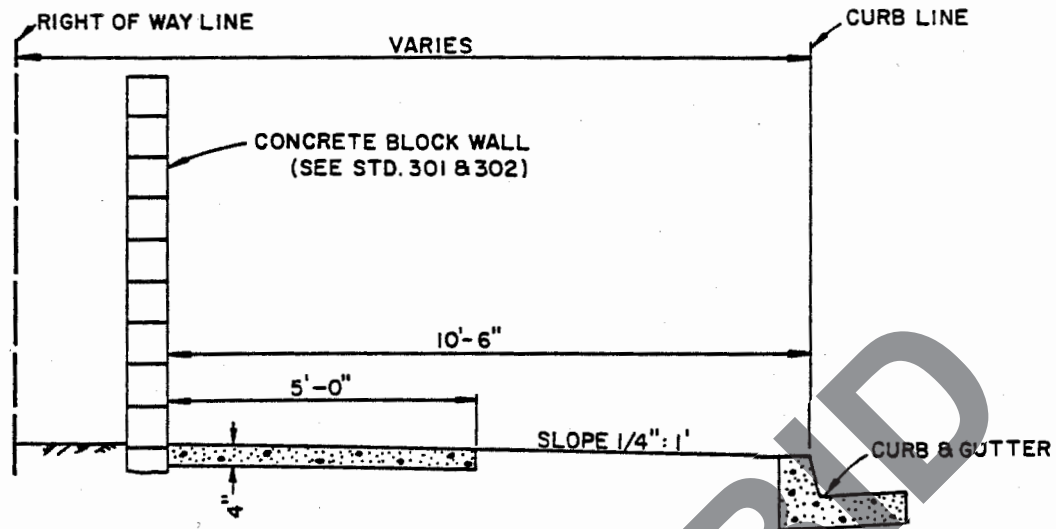 RIGHT OF WAY LINE
CURB LINE
VARIES
CONCRETE BLOCK WALL
(SEE STD. 301 & 302)
10'-6"
5'-0"
SLOPE 1/4" : 1'
CURB & GUTTER
4"